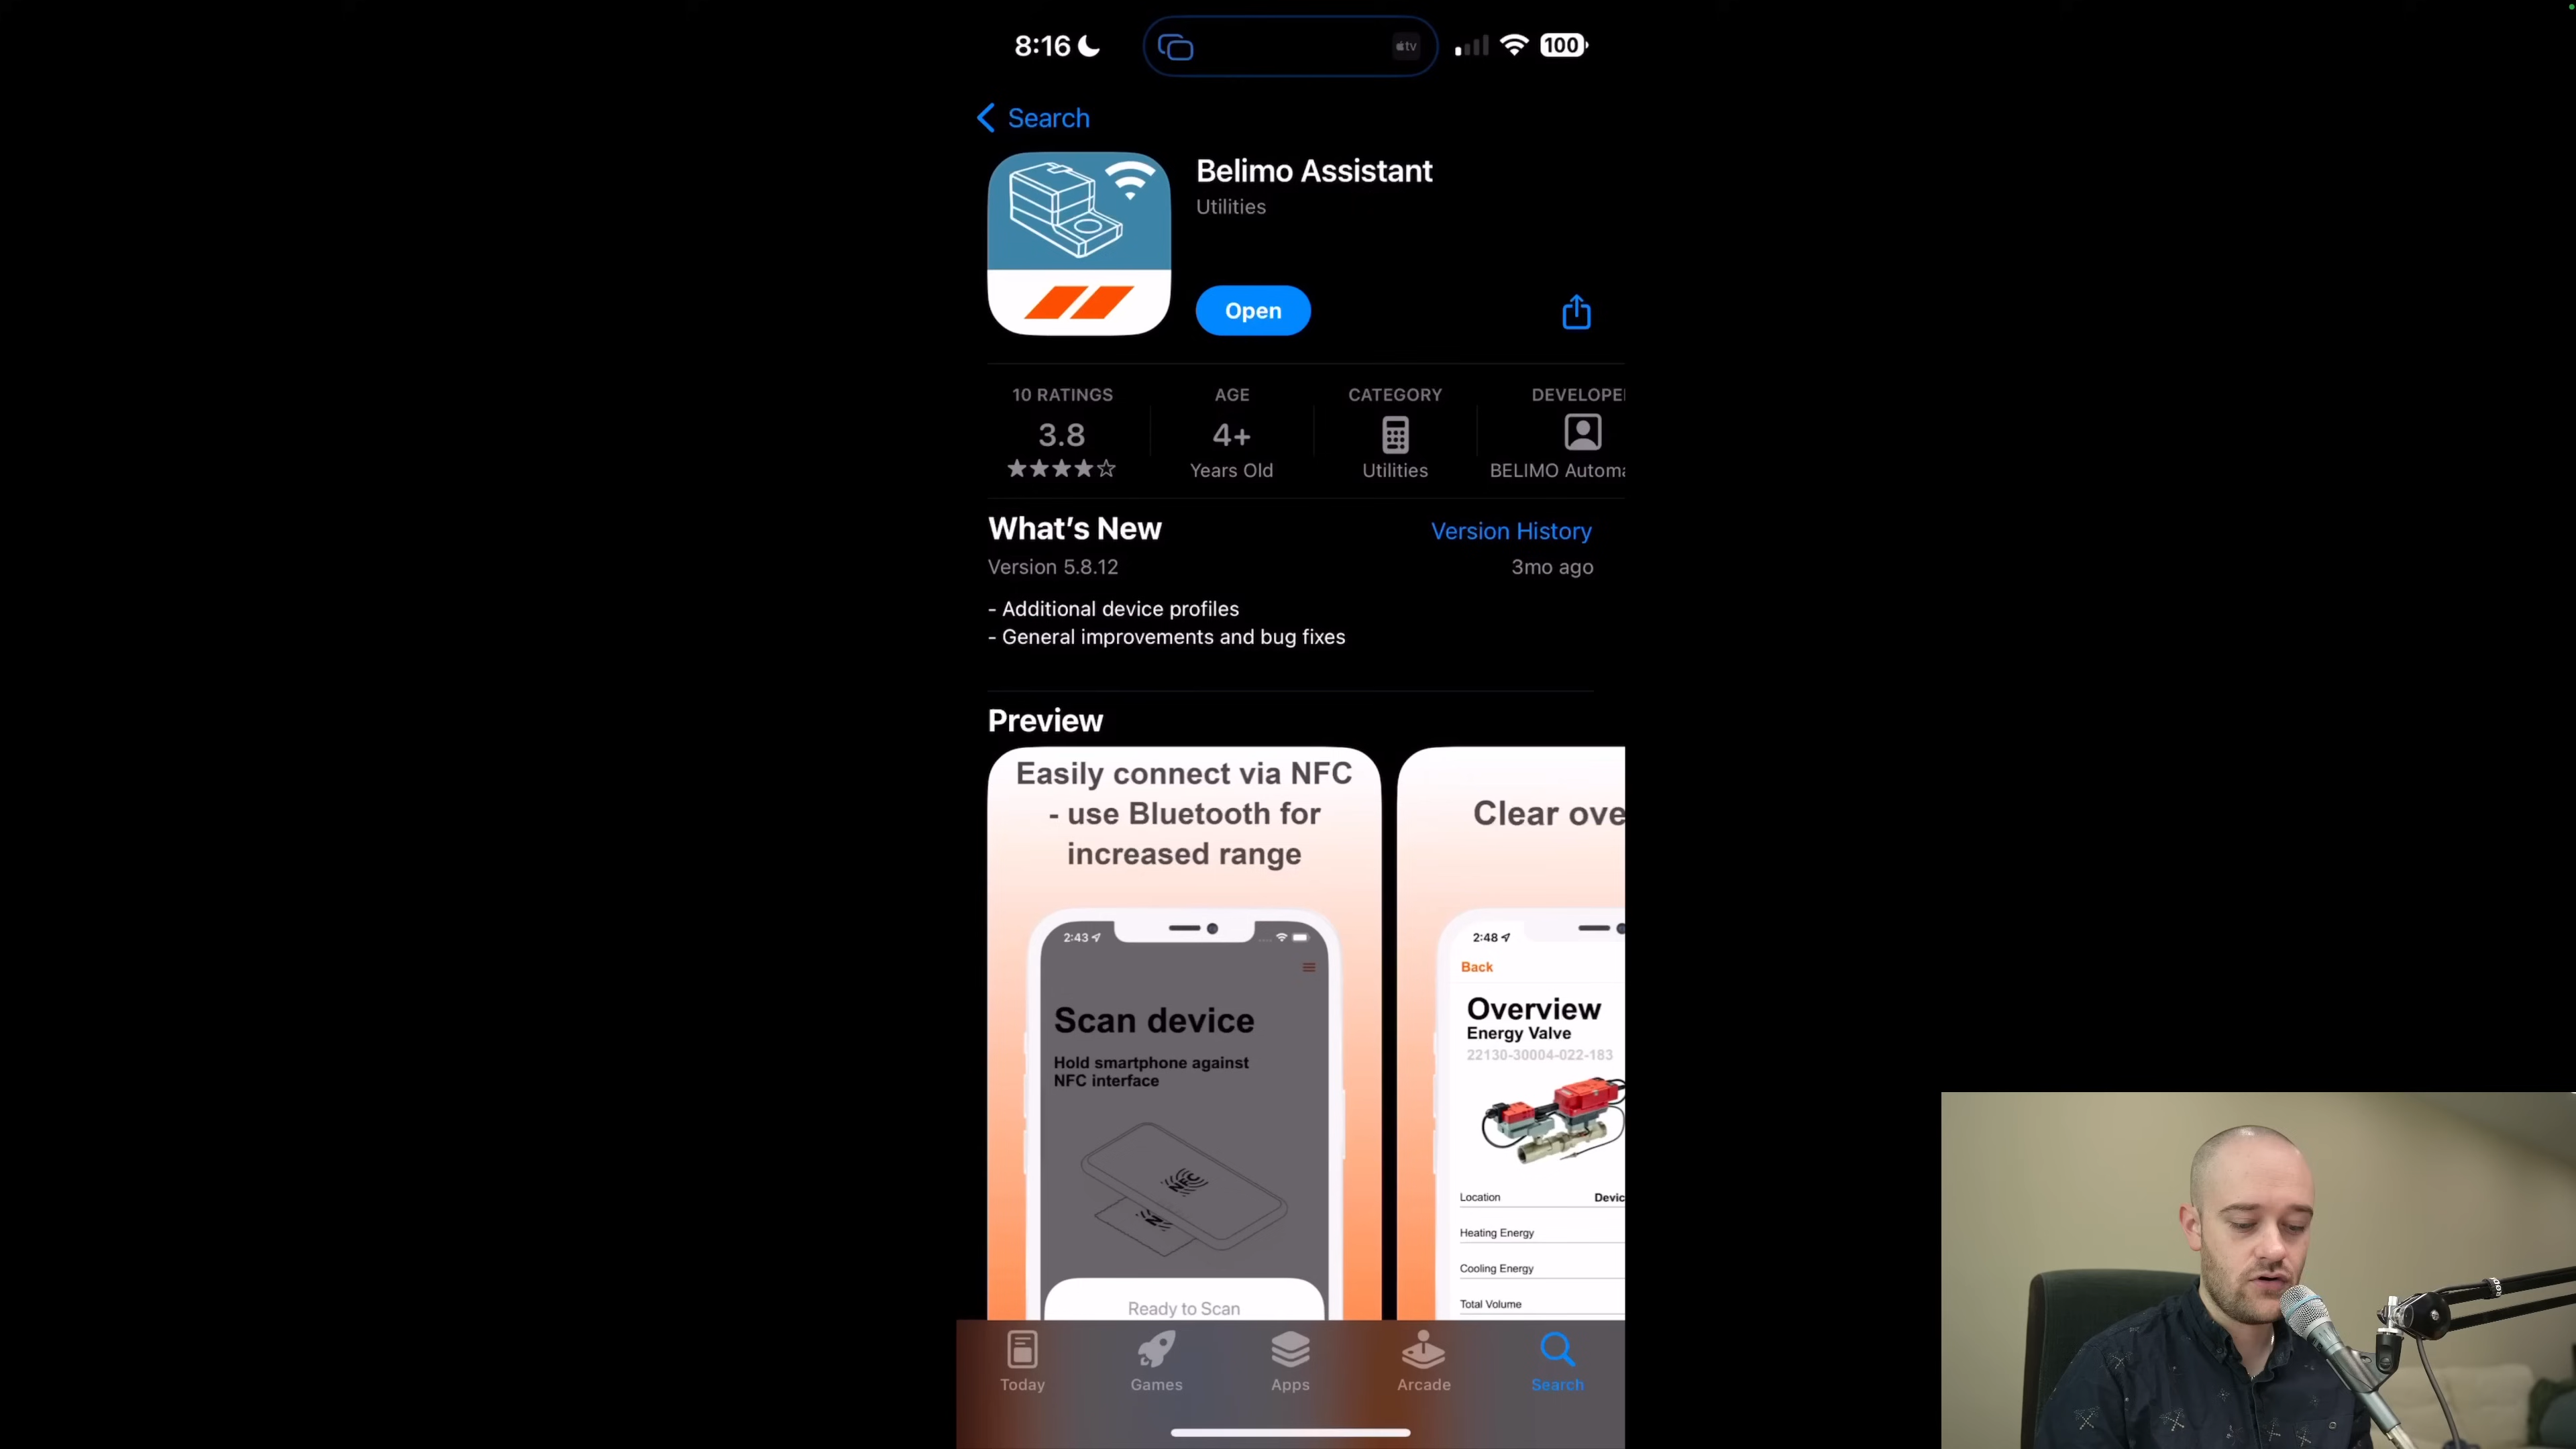 8:16
tv
100
Search
Belimo Assistant
Utilities
Open
10 RATINGS
3.8
AGE
4+
Years Old
CATEGORY
Utilities
DEVELOPE
BELIMO Automa
What's New
Version History
Version 5.8.12
3mo ago
- Additional device profiles
- General improvements and bug fixes
Preview
Easily connect via NFC
- use Bluetooth for
increased range
2:43
Scan device
Hold smartphone against
NFC interface
NFC
Ready to Scan
Clear ove
2:48
Back
Overview
Energy Valve
22130-30004-022-183
Location
Devic
Heating Energy
Cooling Energy
Total Volume
Today
Games
Apps
Arcade
Search